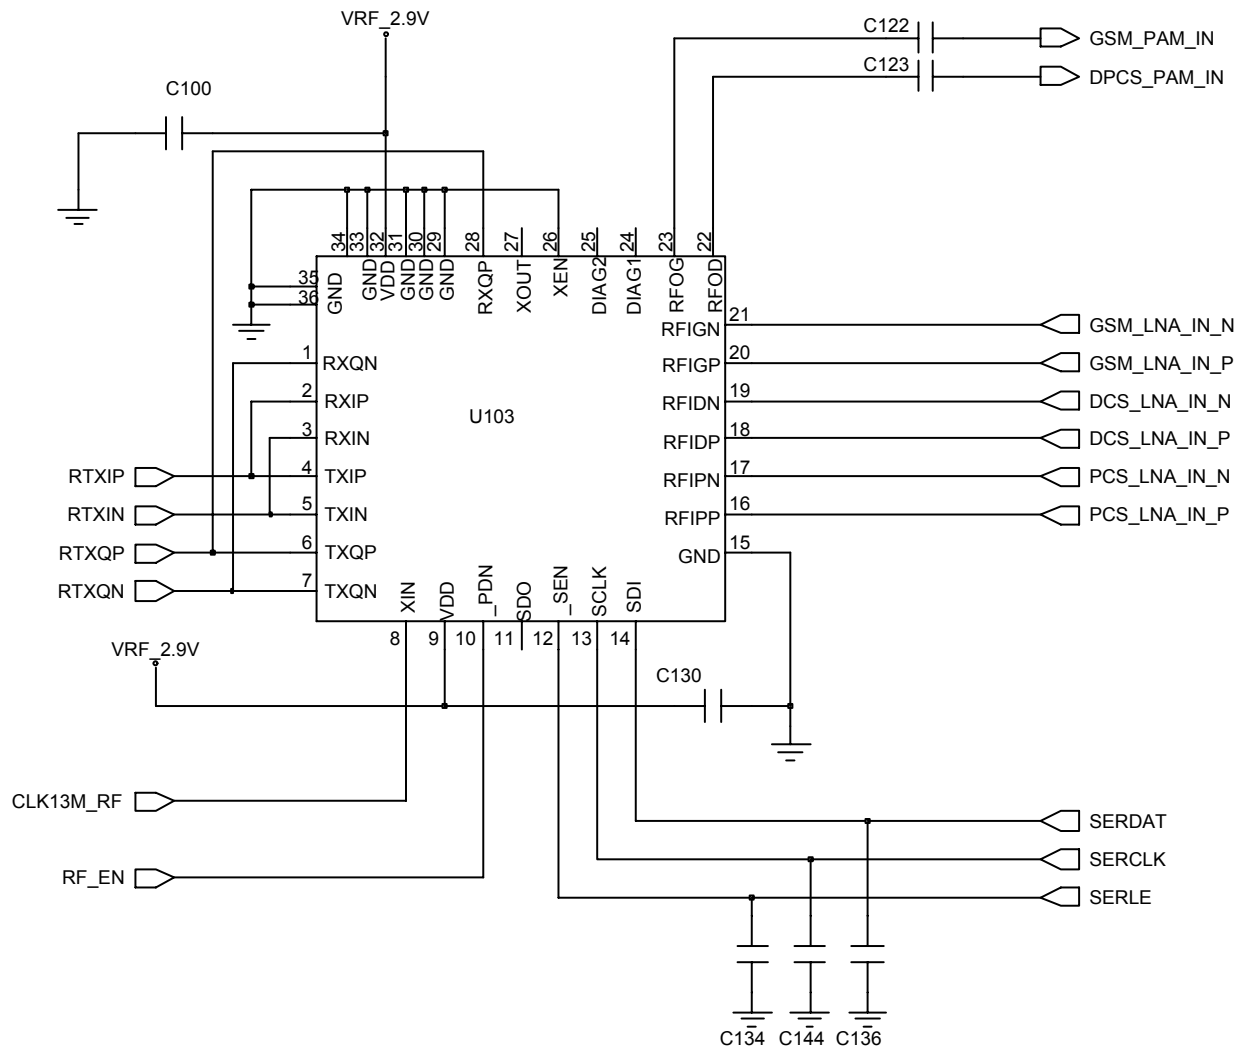 VRF_2.9V
C122
GSM_PAM_IN
C123
DPCS_PAM_IN
C100
34
33
32
31
30
29
28
27
26
25
24
23
22
35
36
GND
GND
VDD
GND
GND
GND
RXQP
XOUT
XEN
DIAG2
DIAG1
RFOG
RFOD
RFIGN
21
GSM_LNA_IN_N
1
RXQN
RFIGP
20
GSM_LNA_IN_P
2
RXIP
RFIDN
19
DCS_LNA_IN_N
U103
3
RXIN
RFIDP
18
DCS_LNA_IN_P
RTXIP
4
TXIP
RFIPN
17
PCS_LNA_IN_N
RTXIN
5
TXIN
RFIPP
16
PCS_LNA_IN_P
RTXQP
6
TXQP
GND
15
RTXQN
7
TXQN
XIN
VDD
_PDN
SDO
_SEN
SCLK
SDI
8
9
10
11
12
13
14
VRF_2.9V
C130
CLK13M_RF
SERDAT
SERCLK
RF_EN
SERLE
C134
C144
C136